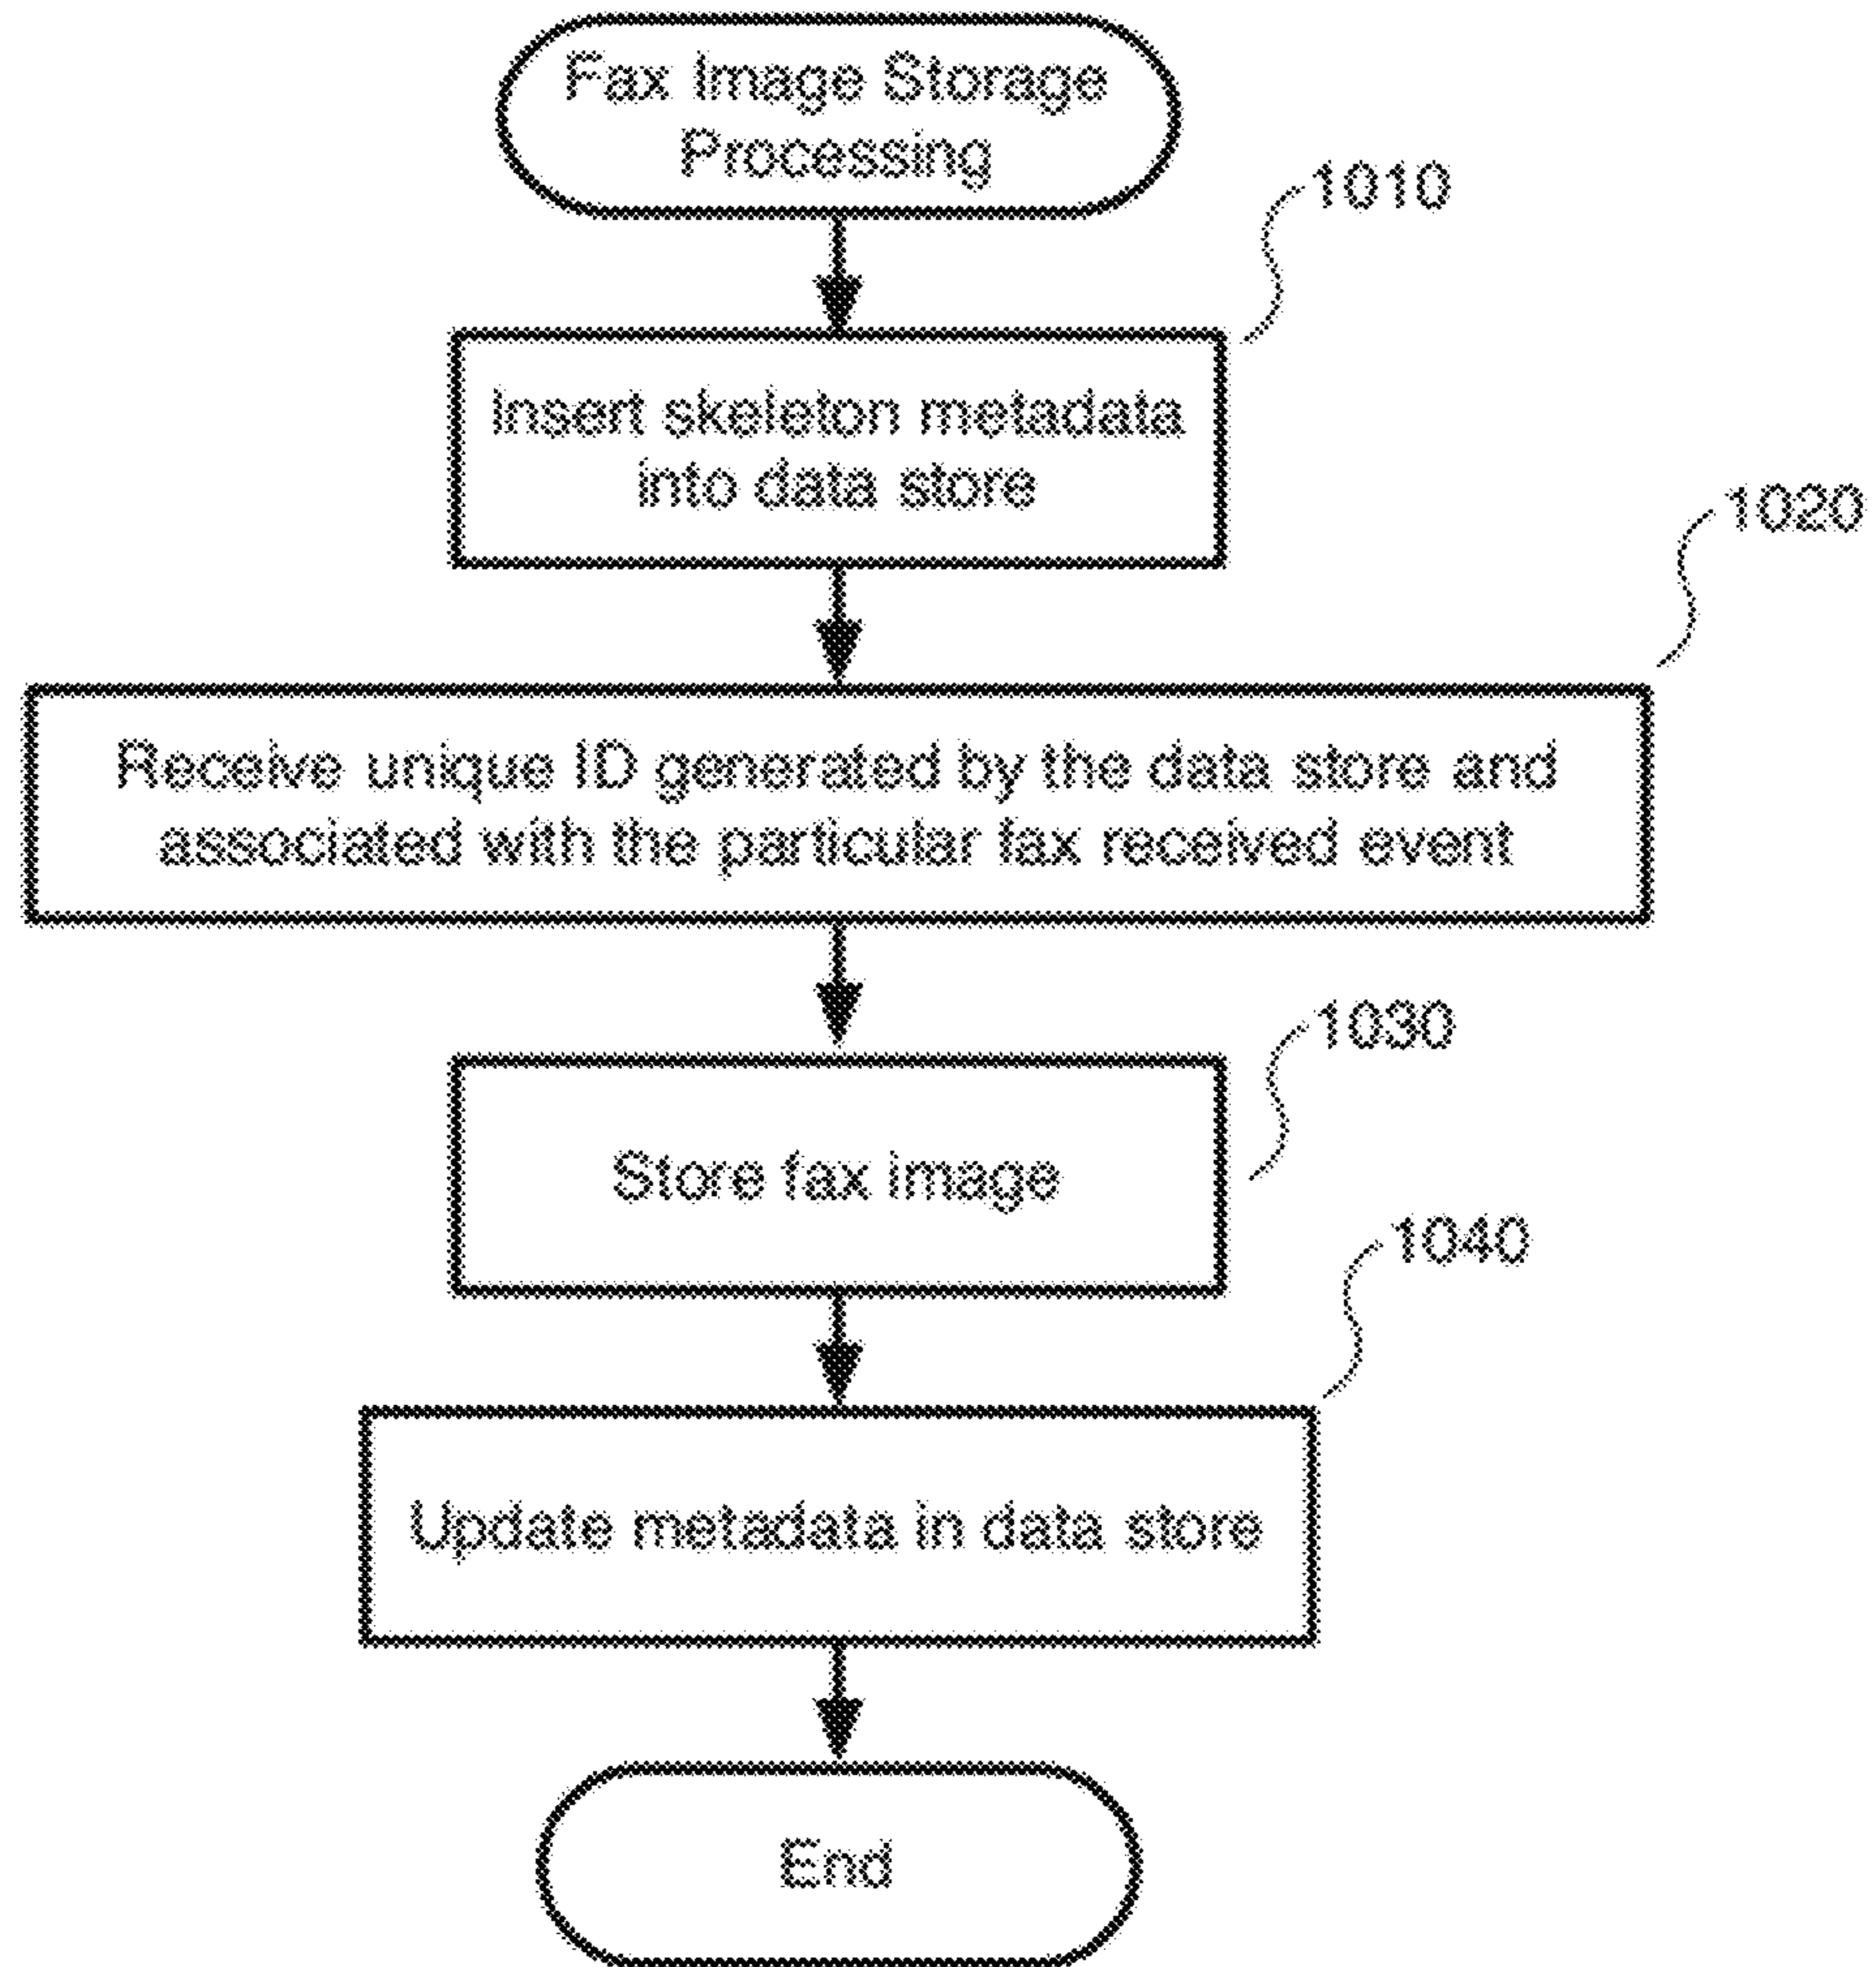 Fax Image Storage
Processing
1010
Insert skeleton metadata
into data store
1020
Receive unique ID generated by the data store and
associated with the particular fax received event
1030
Store fax image
1040
Update metadata in data store
End